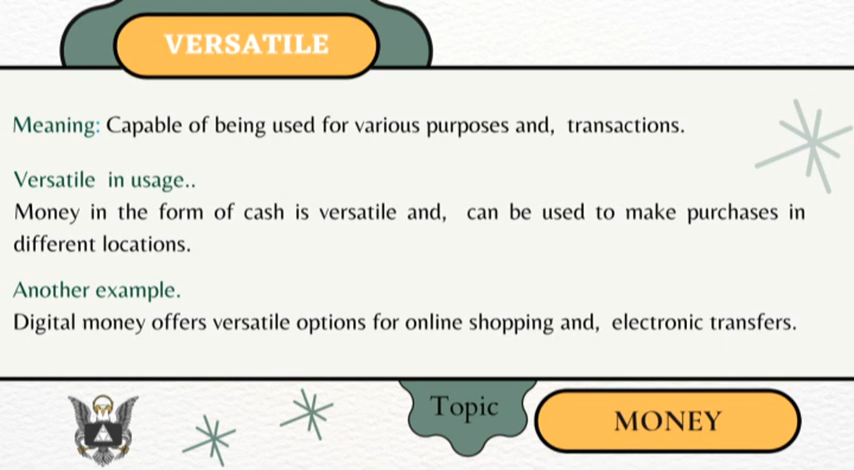 VERSATILE
Meaning: Capable of being used for various purposes and, transactions.
Versatile in usage..
Money in the form of cash is versatile and, can be used to make purchases in
different locations.
Another example.
Digital money offers versatile options for online shopping and, electronic transfers.
Topic
MONEY